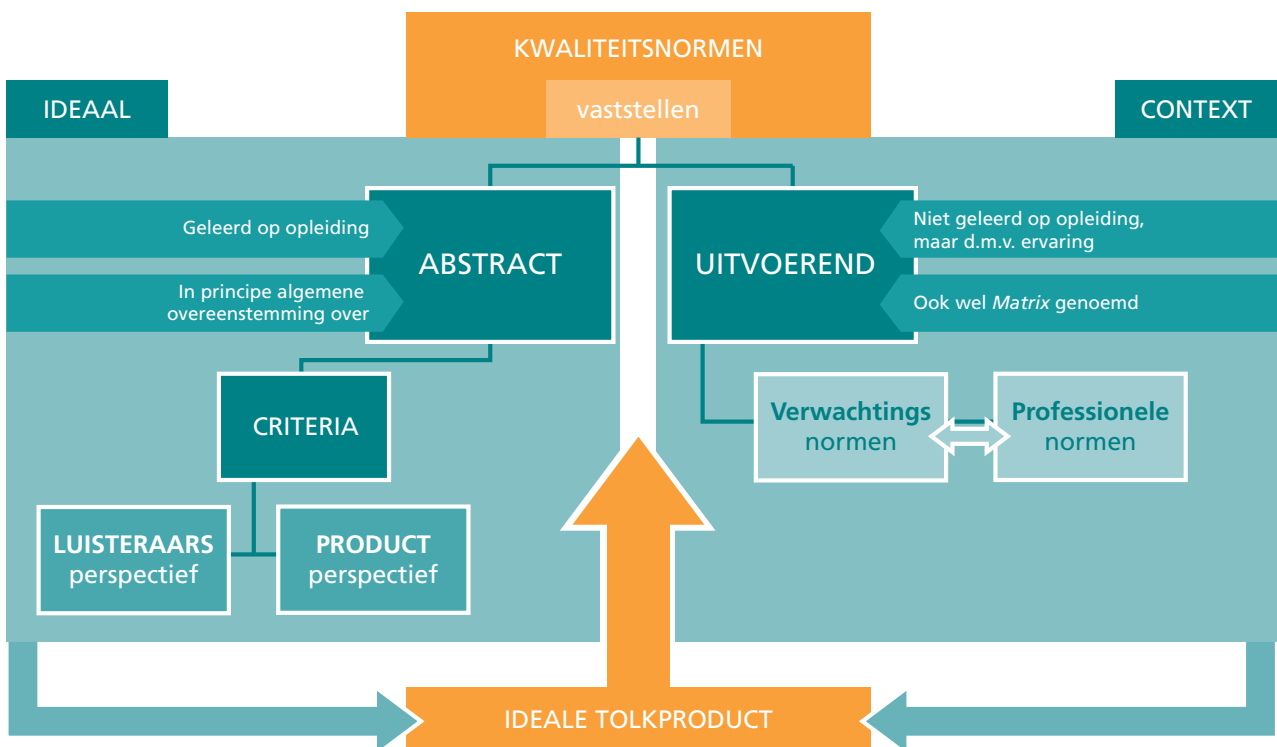 KWALITEITSNORMEN
vaststellen
IDEAAL
CONTEXT
Geleerd op opleiding
In principe algemene
overeenstemming over
ABSTRACT
UITVOEREND
Niet geleerd op opleiding,
maar d.m.v. ervaring
Ook wel Matrix genoemd
CRITERIA
LUISTERAARS
perspectief
PRODUCT
perspectief
Verwachtings
normen
Professionele
normen
IDEALE TOLKPRODUCT